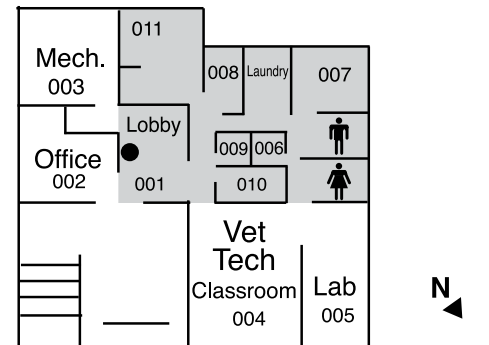 011
Mech.
003
008
Laundry
007
Lobby
009
006
Office
002
001
010
Vet
Tech
Classroom
004
Lab
005
N